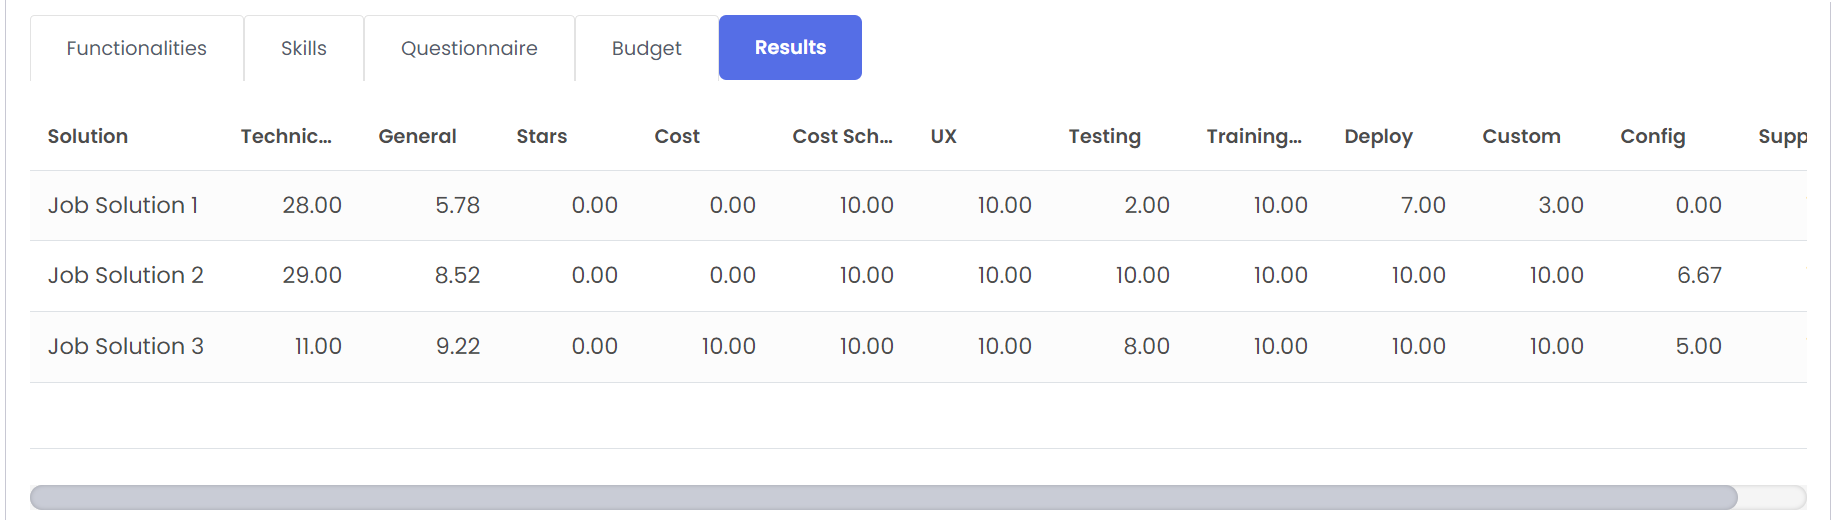 Functionalities Skills Questionnaire Budget Results
Solution Technic... General Stars Cost Cost Sch... UX Testing Training... Deploy Custom Config Supp
Job Solution 1 28.00 5.78 0.00 0.00 10.00 10.00 2.00 10.00 7.00 3.00 0.00
Job Solution 2 29.00 8.52 0.00 0.00 10.00 10.00 10.00 10.00 10.00 10.00 6.67
Job Solution 3 11.00 9.22 0.00 10.00 10.00 10.00 8.00 10.00 10.00 10.00 5.00